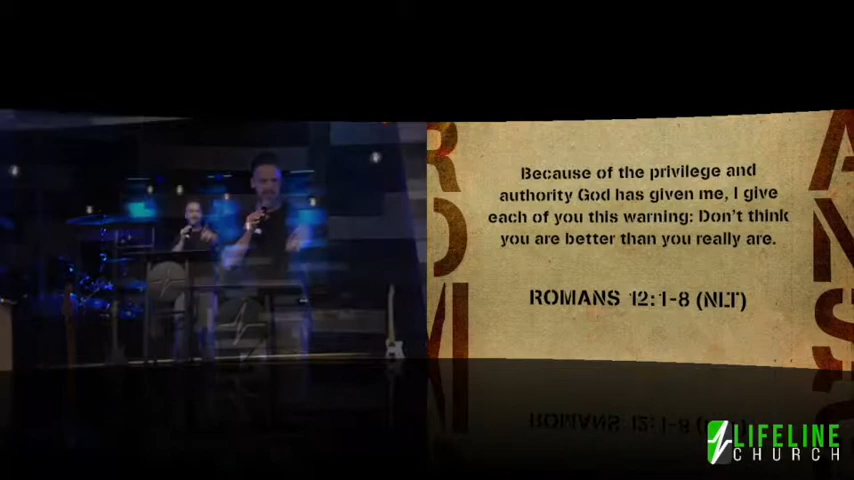 Because of the privilege and
authority God has given me, I give
each of you this warning: Don't think
you are better than you really are.
ROMANS 12:1-8 (NLT)
LIFELINE
CHURCH